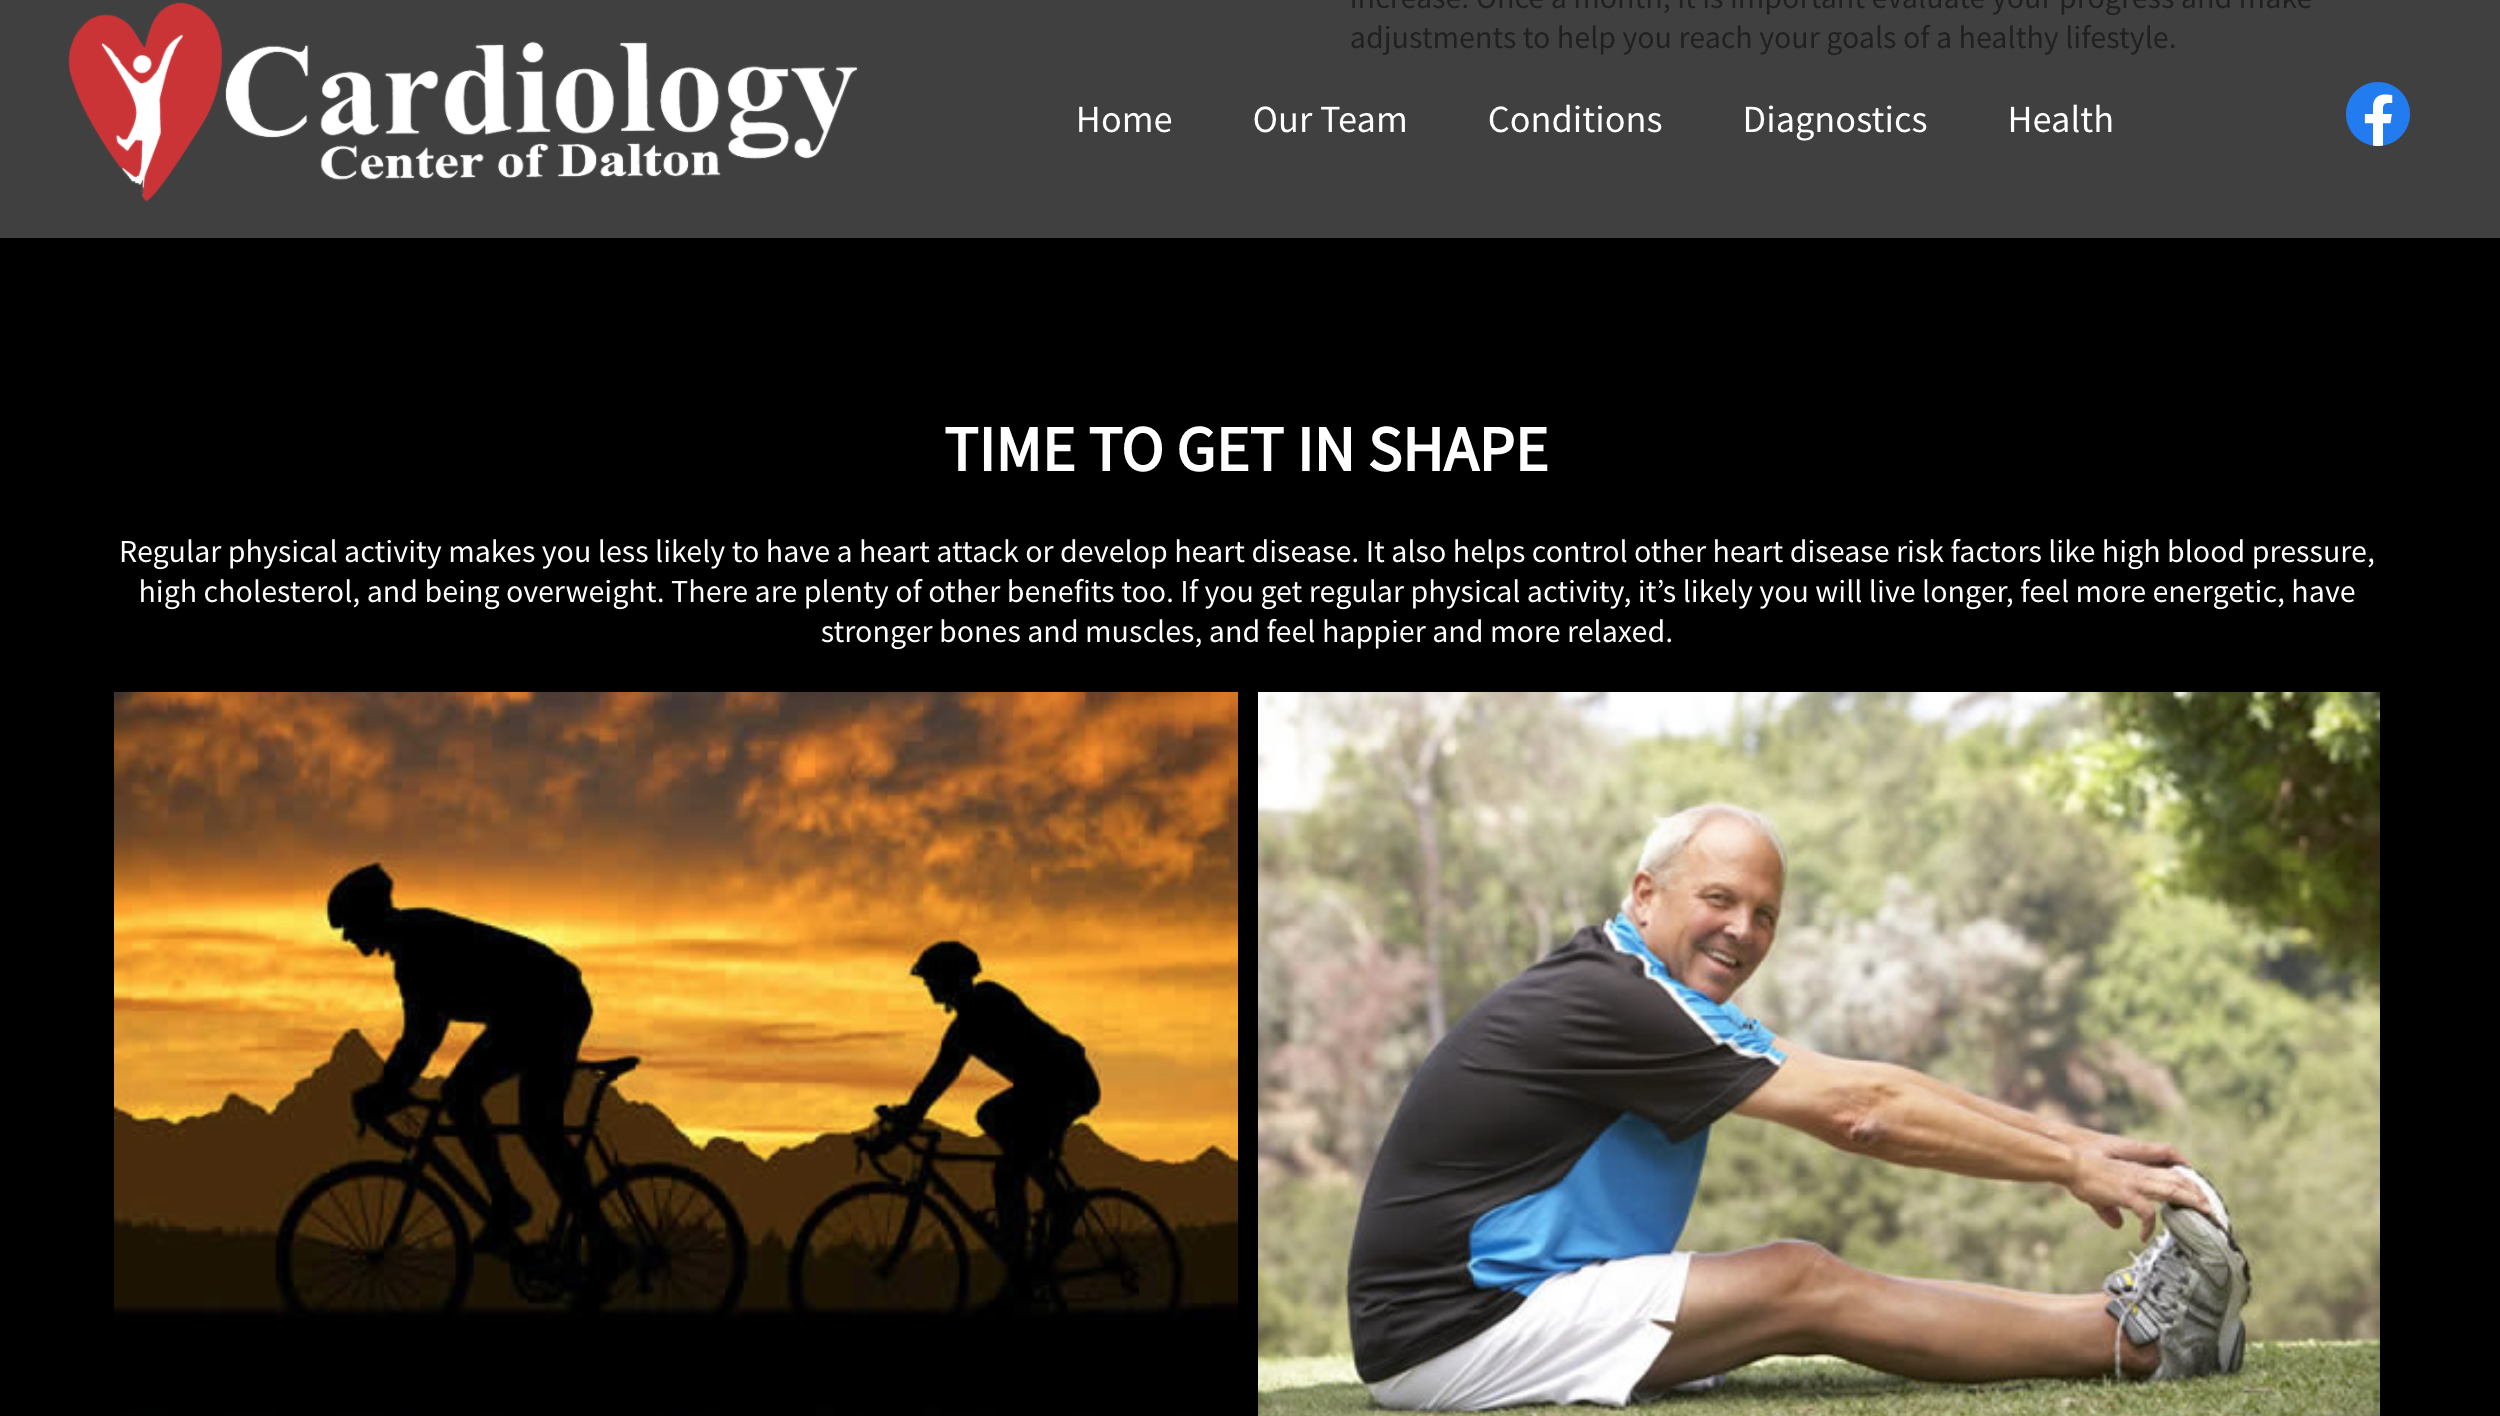 increase. Once a month, it is important evaluate your progress and make
adjustments to help you reach your goals of a healthy lifestyle.
Cardiology
Center of Dalton
Home Our Team Conditions Diagnostics Health
TIME TO GET IN SHAPE
Regular physical activity makes you less likely to have a heart attack or develop heart disease. It also helps control other heart disease risk factors like high blood pressure,
high cholesterol, and being overweight. There are plenty of other benefits too. If you get regular physical activity, it’s likely you will live longer, feel more energetic, have
stronger bones and muscles, and feel happier and more relaxed.